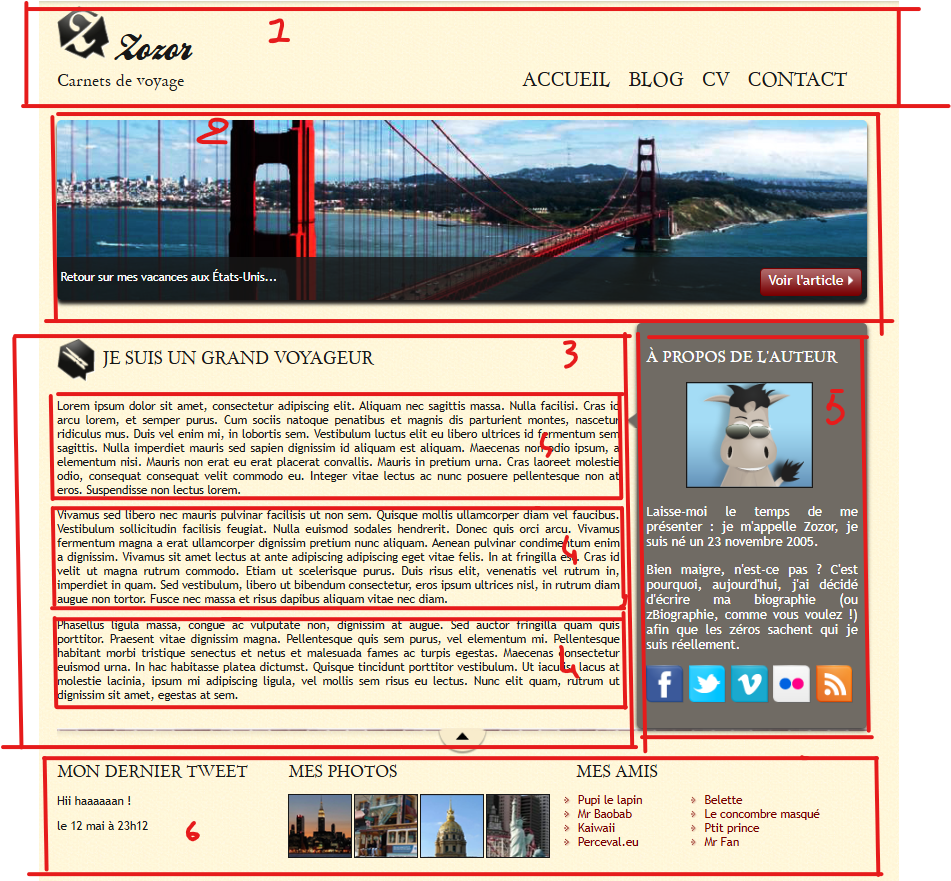 1
Zozor
Carnets de voyage
ACCUEIL BLOG CV CONTACT
2
Retour sur mes vacances aux États-Unis...
Voir l'article
JE SUIS UN GRAND VOYAGEUR
3
Lorem ipsum dolor sit amet, consectetur adipiscing elit. Aliquam nec sagittis massa. Nulla facilisi. Cras id
arcu lorem, et semper purus. Cum sociis natoque penatibus et magnis dis parturient montes, nascetur
ridiculus mus. Duis vel enim mi, in lobortis sem. Vestibulum luctus elit eu libero ultrices id fermentum sem
sagittis. Nulla imperdiet mauris sed sapien dignissim id aliquam est aliquam. Maecenas non odio ipsum, a
elementum nisi. Mauris non erat eu erat placerat convallis. Mauris in pretium urna. Cras laoreet molestie
odio, consequat consequat velit commodo eu. Integer vitae lectus ac nunc posuere pellentesque non at
eros. Suspendisse non lectus lorem.
Vivamus sed libero nec mauris pulvinar facilisis ut non sem. Quisque mollis ullamcorper diam vel faucibus.
Vestibulum sollicitudin facilisis feugiat. Nulla euismod sodales hendrerit. Donec quis orci arcu. Vivamus
fermentum magna a erat ullamcorper dignissim pretium nunc aliquam. Aenean pulvinar condimentum enim
a dignissim. Vivamus sit amet lectus at ante adipiscing adipiscing eget vitae felis. In at fringilla est. Cras id
velit ut magna rutrum commodo. Etiam ut scelerisque purus. Duis risus elit, venenatis vel rutrum in,
imperdiet in quam. Sed vestibulum, libero ut bibendum consectetur, eros ipsum ultrices nisl, in rutrum diam
augue non tortor. Fusce nec massa et risus dapibus aliquam vitae nec diam.
4
Phasellus ligula massa, congue ac vulputate non, dignissim at augue. Sed auctor fringilla quam quis
porttitor. Praesent vitae dignissim magna. Pellentesque quis sem purus, vel elementum mi. Pellentesque
habitant morbi tristique senectus et netus et malesuada fames ac turpis egestas. Maecenas consectetur
euismod urna. In hac habitasse platea dictumst. Quisque tincidunt porttitor vestibulum. Ut iaculis lacus at
molestie lacinia, ipsum mi adipiscing ligula, vel mollis sem risus eu lectus. Nunc elit quam, rutrum ut
dignissim sit amet, egestas at sem.
4
À PROPOS DE L'AUTEUR
5
Laisse-moi le temps de me
présenter : je m'appelle Zozor, je
suis né un 23 novembre 2005.
Bien maigre, n'est-ce pas ? C'est
pourquoi, aujourd'hui, j'ai décidé
d'écrire ma biographie (ou
zBiographie, comme vous voulez !)
afin que les zéros sachent qui je
suis réellement.
MON DERNIER TWEET
Hii haaaaaan !
le 12 mai à 23h12
6
MES PHOTOS
MES AMIS
Pupi le lapin
Mr Baobab
Kaiwaii
Perceval.eu
Belette
Le concombre masqué
Ptit prince
Mr Fan